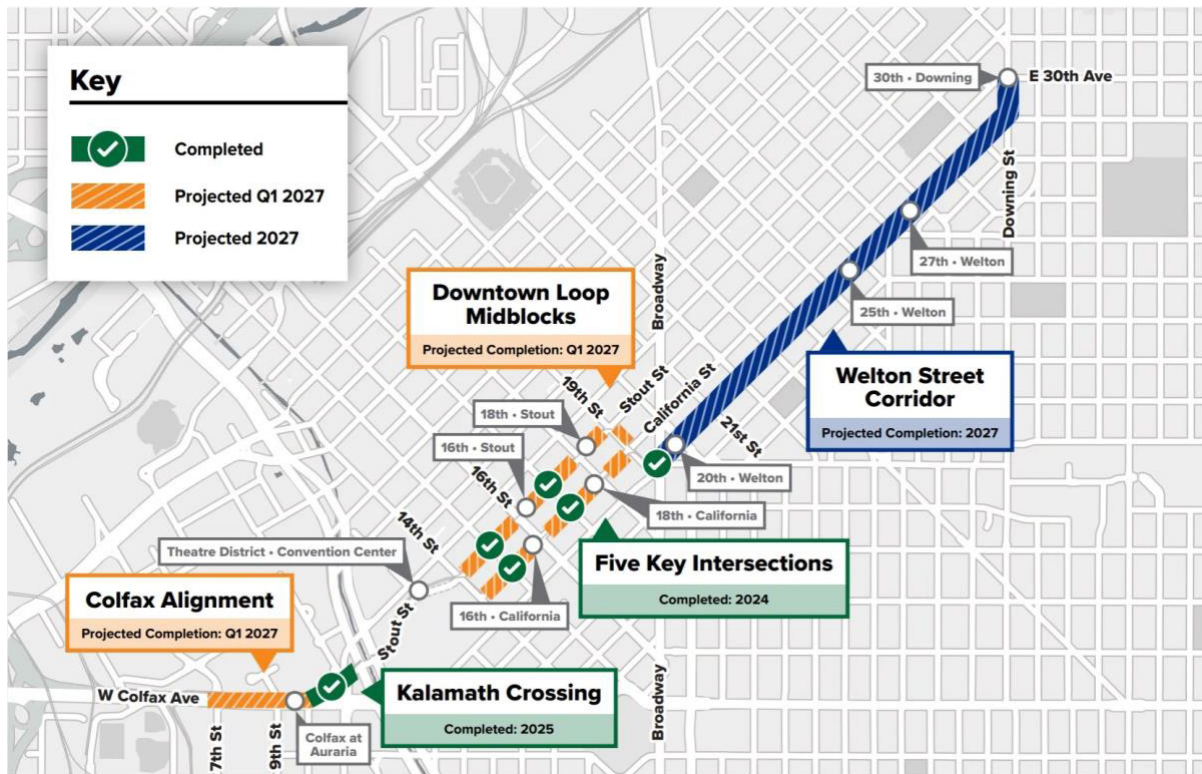 Key
Completed
Projected Q1 2027
Projected 2027
30th • Downing
E 30th Ave
Downing St
27th • Welton
25th • Welton
Broadway
Downtown Loop
Midblocks
Projected Completion: Q1 2027
Welton Street
Corridor
Projected Completion: 2027
19th St
Stout St
California St
21st St
18th • Stout
16th • Stout
16th St
20th • Welton
18th • California
14th St
Theatre District • Convention Center
Five Key Intersections
Completed: 2024
16th • California
Colfax Alignment
Projected Completion: Q1 2027
Stout St
Kalamath Crossing
Completed: 2025
W Colfax Ave
Colfax at
Auraria
7th St
9th St
Broadway